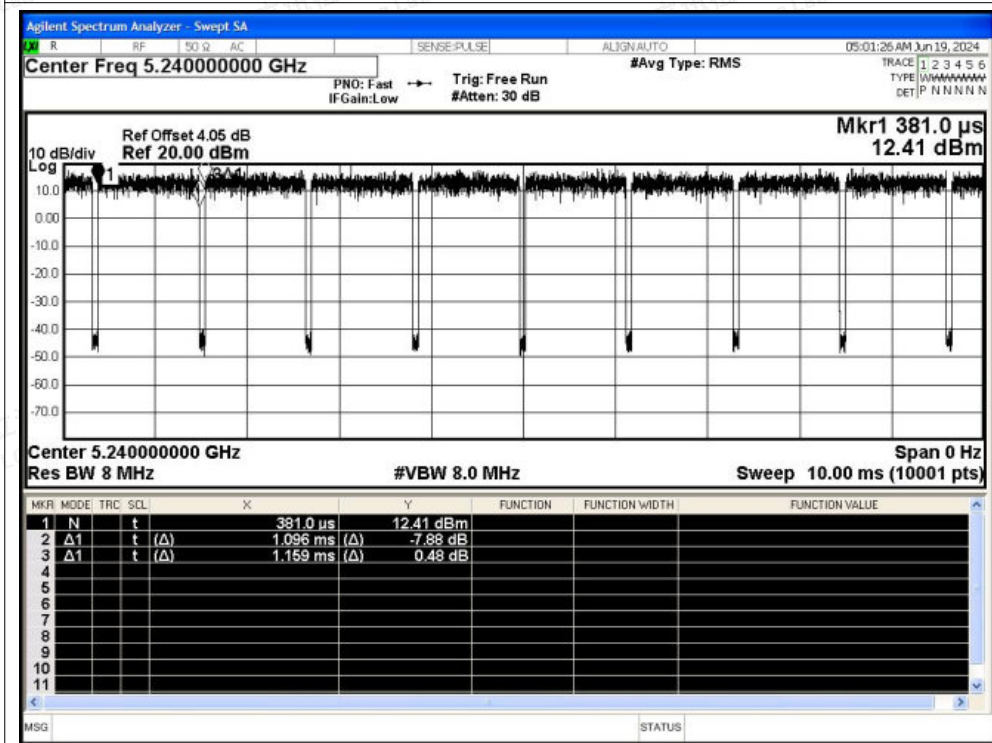 Agilent Spectrum Analyzer - Swept SA
LXI R RF 50 Ω AC SENSE:PULSE ALIGN AUTO 05:01:26 AM Jun 19, 2024
Center Freq 5.240000000 GHz #Avg Type: RMS TRACE 1 2 3 4 5 6
PNO: Fast Trig: Free Run TYPE WWWWWW
IFGain:Low #Atten: 30 dB DET P N N N N N
Mkr1 381.0 µs
Ref Offset 4.05 dB
10 dB/div Ref 20.00 dBm 12.41 dBm
Log
1 3Δ1
10.0
0.00
-10.0
-20.0
-30.0
-40.0
-50.0
-60.0
-70.0
Center 5.240000000 GHz Span 0 Hz
Res BW 8 MHz #VBW 8.0 MHz Sweep 10.00 ms (10001 pts)
MKR MODE TRC SCL X Y FUNCTION FUNCTION WIDTH FUNCTION VALUE
1 N t 381.0 µs 12.41 dBm
2 Δ1 t (Δ) 1.096 ms (Δ) -7.88 dB
3 Δ1 t (Δ) 1.159 ms (Δ) 0.48 dB
4
5
6
7
8
9
10
11
MSG STATUS